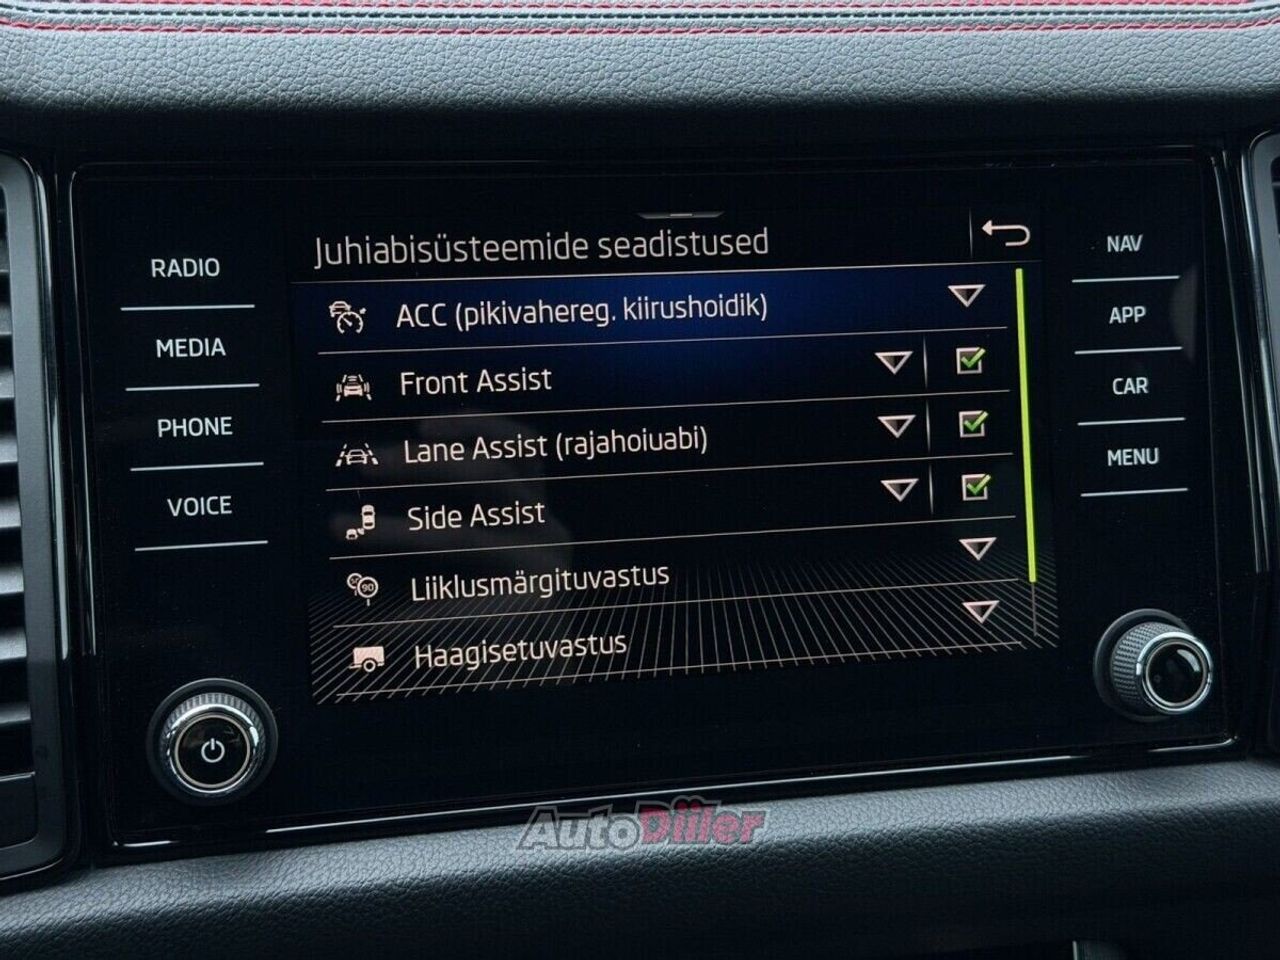 RADIO
MEDIA
PHONE
VOICE
Juhiabisüsteemide seadistused
ACC (pikivahereg. kiirushoidik)
Front Assist
Lane Assist (rajahoiuabi)
Side Assist
Liiklusmärgituvastus
Haagisetuvastus
NAV
APP
CAR
MENU
AutoDiiler